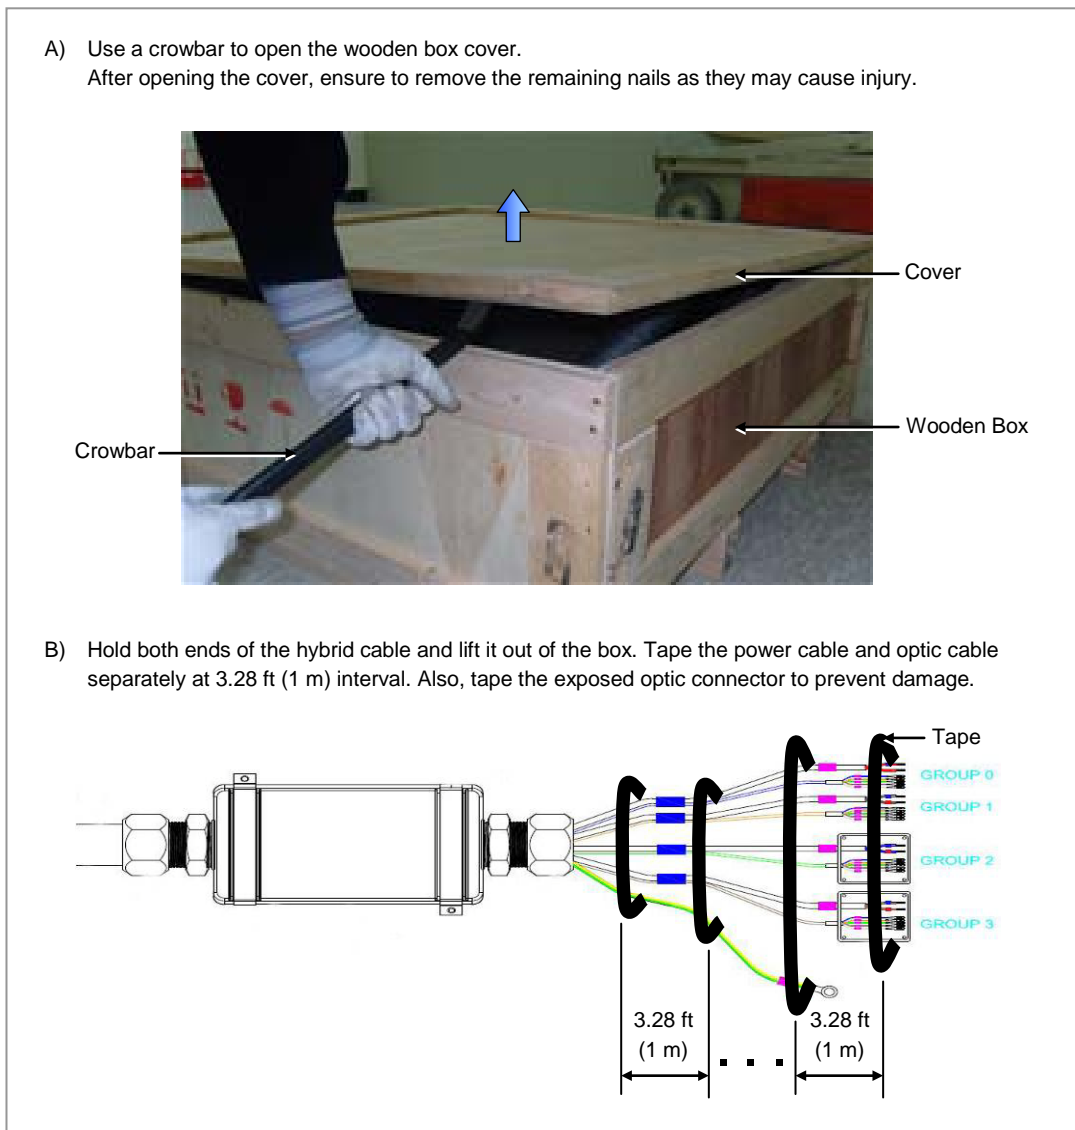 A) Use a crowbar to open the wooden box cover.
After opening the cover, ensure to remove the remaining nails as they may cause injury.
Cover
Wooden Box
Crowbar
B) Hold both ends of the hybrid cable and lift it out of the box. Tape the power cable and optic cable
separately at 3.28 ft (1 m) interval. Also, tape the exposed optic connector to prevent damage.
Tape
GROUP 0
GROUP 1
GROUP 2
GROUP 3
3.28 ft
(1 m)
3.28 ft
(1 m)